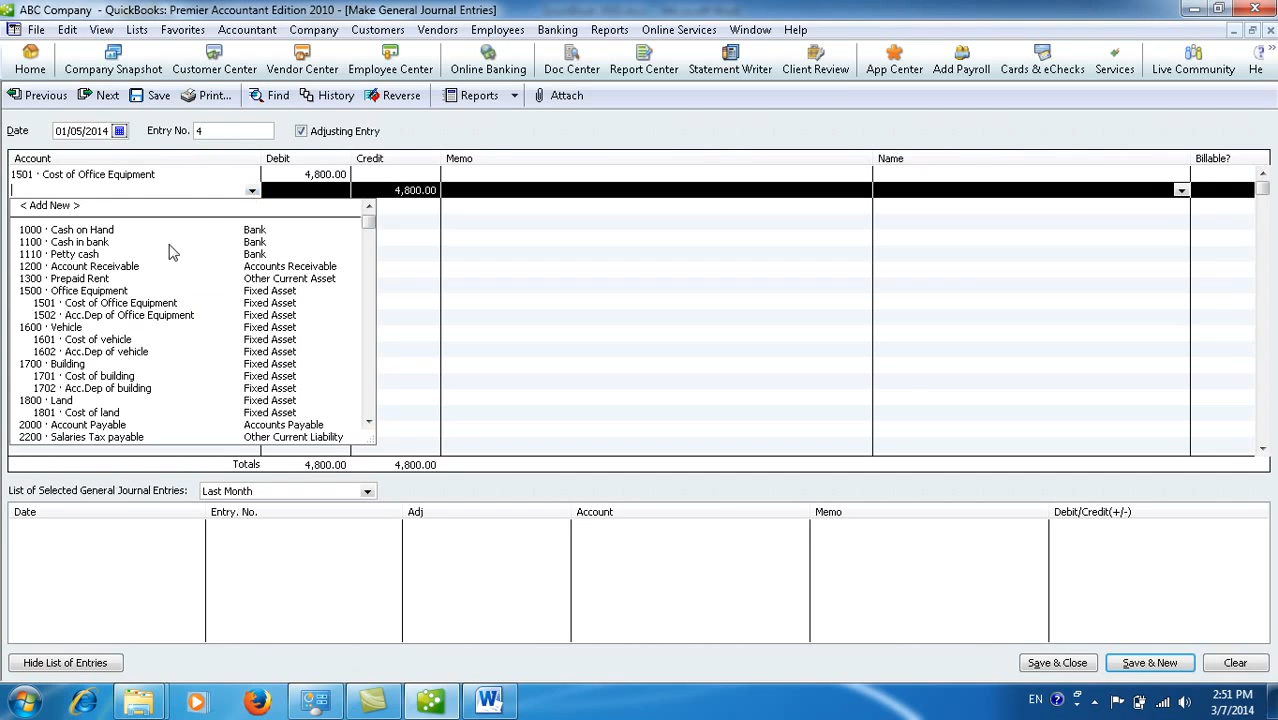 ABC Company - QuickBooks: Premier Accountant Edition 2010 - [Make General Journal Entries]
File Edit View Lists Favorites Accountant Company Customers Vendors Employees Reports Online Services Window Help
Home Company Snapshot Customer Center Vendor Center Employee Center Online Banking Doc Center Report Center Statement Writer Client Review App Center Add Payroll Cards & eChecks Services Live Community He
Previous Next Save Print... Find History Reverse Reports Attach
Date 01/05/2014 Entry No. 4 Adjusting Entry
Account Debit Credit Memo Name Billable?
1501 · Cost of Office Equipment 4,800.00
4,800.00
< Add New >
1000 · Cash on Hand Bank
1100 · Cash in bank Bank
1110 · Petty cash Bank
1200 · Account Receivable Accounts Receivable
1300 · Prepaid Rent Other Current Asset
1500 · Office Equipment Fixed Asset
1501 · Cost of Office Equipment Fixed Asset
1502 · Acc.Dep of Office Equipment Fixed Asset
1600 · Vehicle Fixed Asset
1601 · Cost of vehicle Fixed Asset
1602 · Acc.Dep of vehicle Fixed Asset
1700 · Building Fixed Asset
1701 · Cost of building Fixed Asset
1702 · Acc.Dep of building Fixed Asset
1800 · Land Fixed Asset
1801 · Cost of land Fixed Asset
2000 · Account Payable Accounts Payable
2200 · Salaries Tax payable Other Current Liability
Totals 4,800.00 4,800.00
List of Selected General Journal Entries: Last Month
Date Entry. No. Adj Account Memo Debit/Credit(+/-)
Hide List of Entries Save & Close Save & New Clear
EN 2:51 PM
3/7/2014